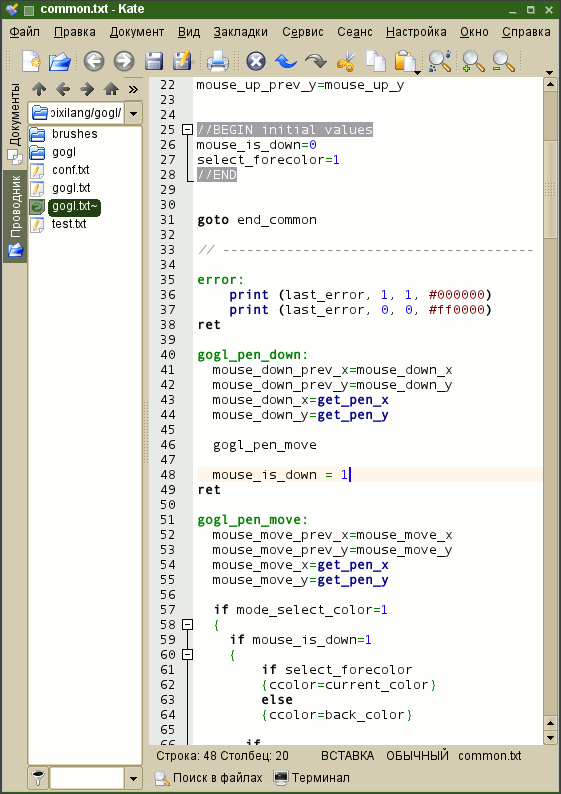 common.txt - Kate
Файл Правка Документ Вид Закладки Сервис Сеанс Настройка Окно Справка
Документы
Проводник
pixilang/gogl/
brushes
gogl
conf.txt
gogl.txt
gogl.txt~
test.txt
22 mouse_up_prev_y=mouse_up_y
23
24
25 //BEGIN initial values
26 mouse_is_down=0
27 select_forecolor=1
28 //END
29
30
31 goto end_common
32
33 // ---------------------------------------
34
35 error:
36     print (last_error, 1, 1, #000000)
37     print (last_error, 0, 0, #ff0000)
38 ret
39
40 gogl_pen_down:
41   mouse_down_prev_x=mouse_down_x
42   mouse_down_prev_y=mouse_down_y
43   mouse_down_x=get_pen_x
44   mouse_down_y=get_pen_y
45
46   gogl_pen_move
47
48   mouse_is_down = 1
49 ret
50
51 gogl_pen_move:
52   mouse_move_prev_x=mouse_move_x
53   mouse_move_prev_y=mouse_move_y
54   mouse_move_x=get_pen_x
55   mouse_move_y=get_pen_y
56
57   if mode_select_color=1
58   {
59     if mouse_is_down=1
60     {
61         if select_forecolor
62         {ccolor=current_color}
63         else
64         {ccolor=back_color}
65
66       if
Строка: 48 Столбец: 20 ВСТАВКА ОБЫЧНЫЙ common.txt
Поиск в файлах Терминал